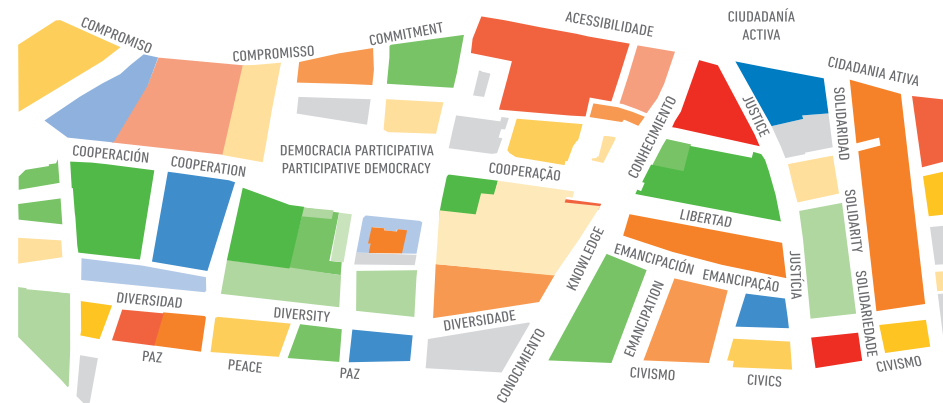 COMPROMISO
COMPROMISSO
COMMITMENT
ACESSIBILIDADE
CIUDADANÍA
ACTIVA
CIDADANIA ATIVA
COOPERACIÓN
COOPERATION
DEMOCRACIA PARTICIPATIVA
PARTICIPATIVE DEMOCRACY
COOPERAÇÃO
CONHECIMENTO
JUSTICE
SOLIDARIDAD
LIBERTAD
KNOWLEDGE
EMANCIPACIÓN
EMANCIPAÇÃO
JUSTÍCIA
SOLIDARITY
SOLIDARIEDADE
DIVERSIDAD
DIVERSITY
DIVERSIDADE
CONOCIMIENTO
EMANCIPATION
PAZ
PEACE
PAZ
CIVISMO
CIVICS
CIVISMO